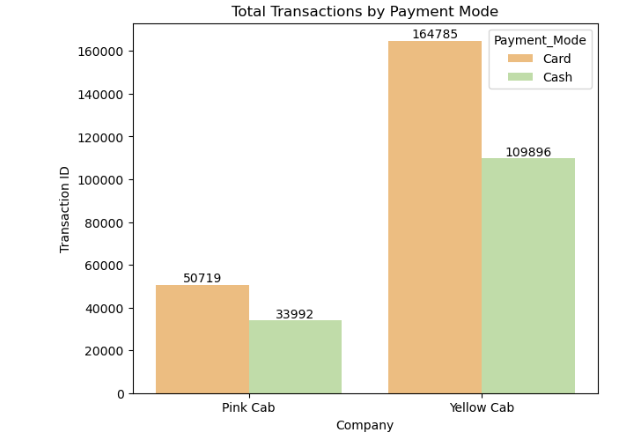 Total Transactions by Payment Mode
164785
Payment_Mode
Card
Cash
160000
140000
120000
109896
100000
Transaction ID
80000
60000
50719
40000
33992
20000
0
Pink Cab
Yellow Cab
Company